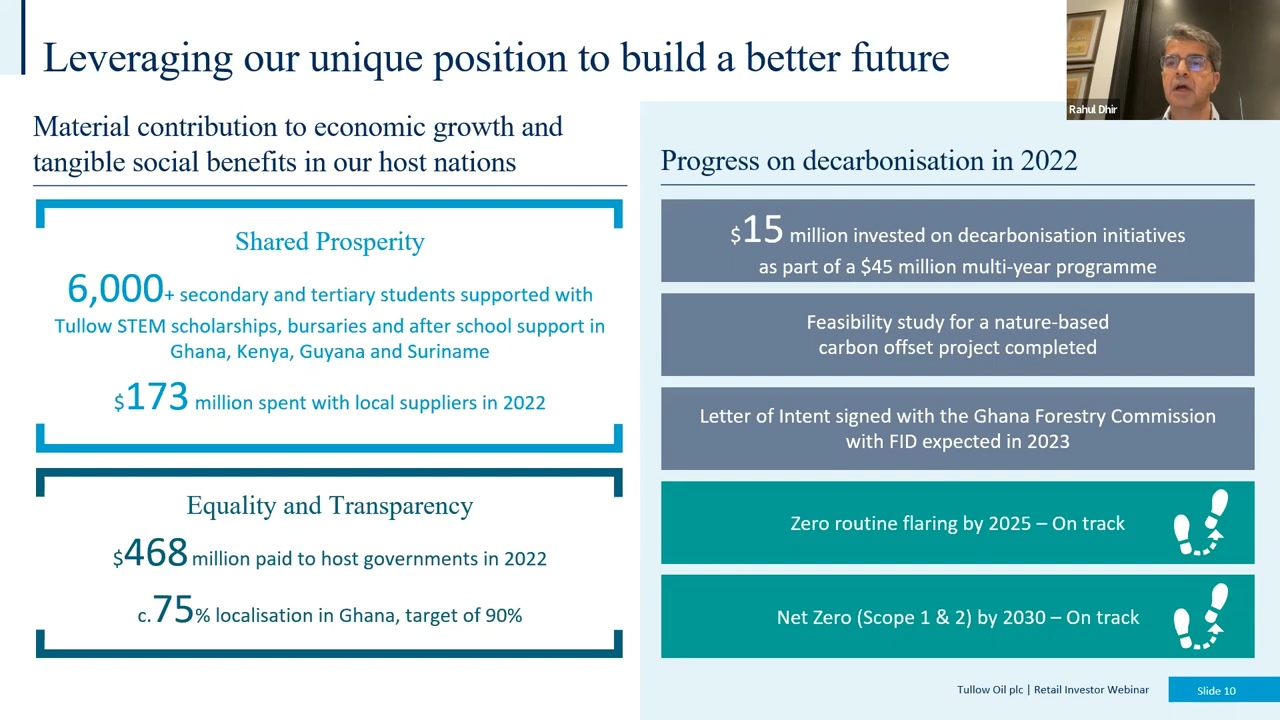 Leveraging our unique position to build a better future
Rahul Dhir
Material contribution to economic growth and
tangible social benefits in our host nations
Shared Prosperity
6,000+ secondary and tertiary students supported with
Tullow STEM scholarships, bursaries and after school support in
Ghana, Kenya, Guyana and Suriname
$173 million spent with local suppliers in 2022
Equality and Transparency
$468 million paid to host governments in 2022
c.75% localisation in Ghana, target of 90%
Progress on decarbonisation in 2022
$15 million invested on decarbonisation initiatives
as part of a $45 million multi-year programme
Feasibility study for a nature-based
carbon offset project completed
Letter of Intent signed with the Ghana Forestry Commission
with FID expected in 2023
Zero routine flaring by 2025 – On track
Net Zero (Scope 1 & 2) by 2030 – On track
Tullow Oil plc | Retail Investor Webinar
Slide 10